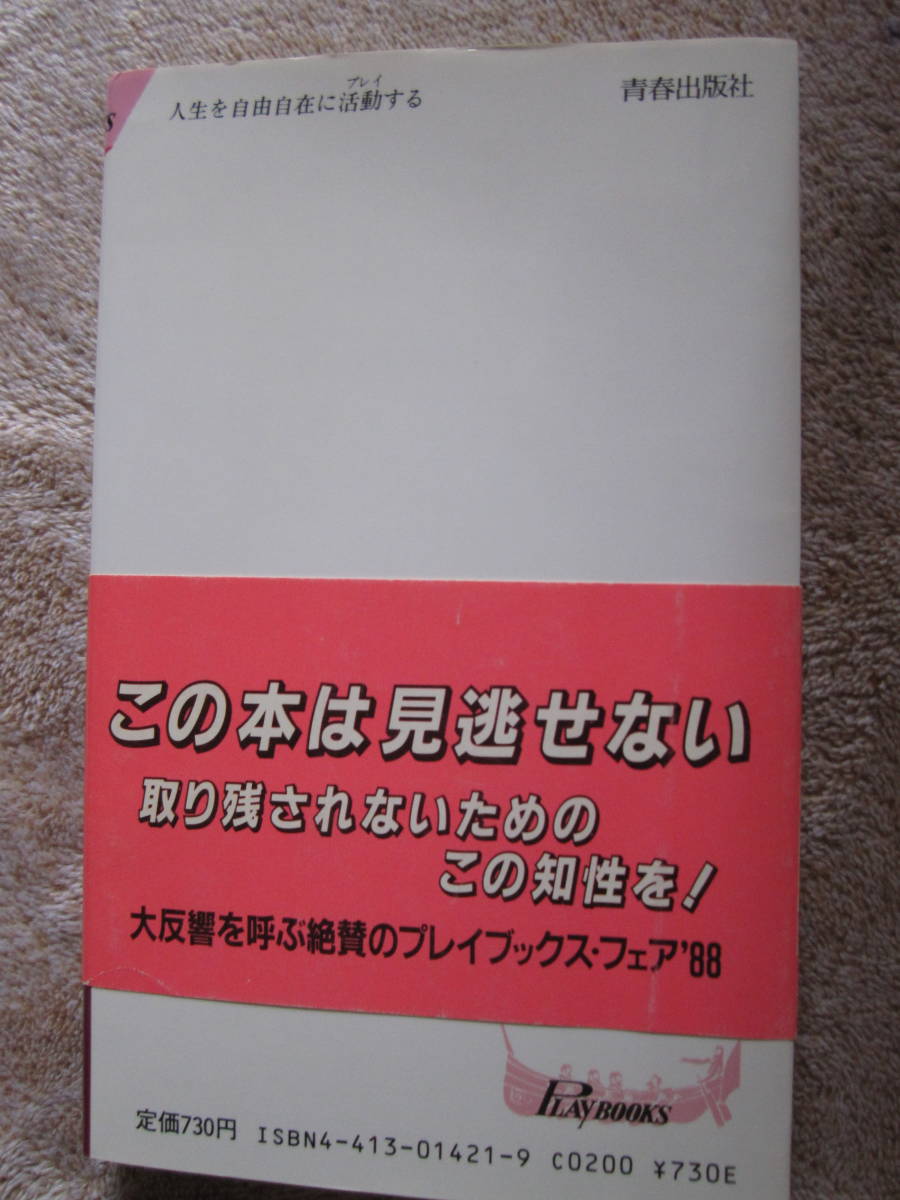 S
人生を自由自在に活動する
プレイ
青春出版社
この本は見逃せない
取り残されないための
この知性を!
大反響を呼ぶ絶賛のプレイブックス・フェア'88
PLAYBOOKS
定価730円 ISBN4-413-01421-9 C0200 ¥730E